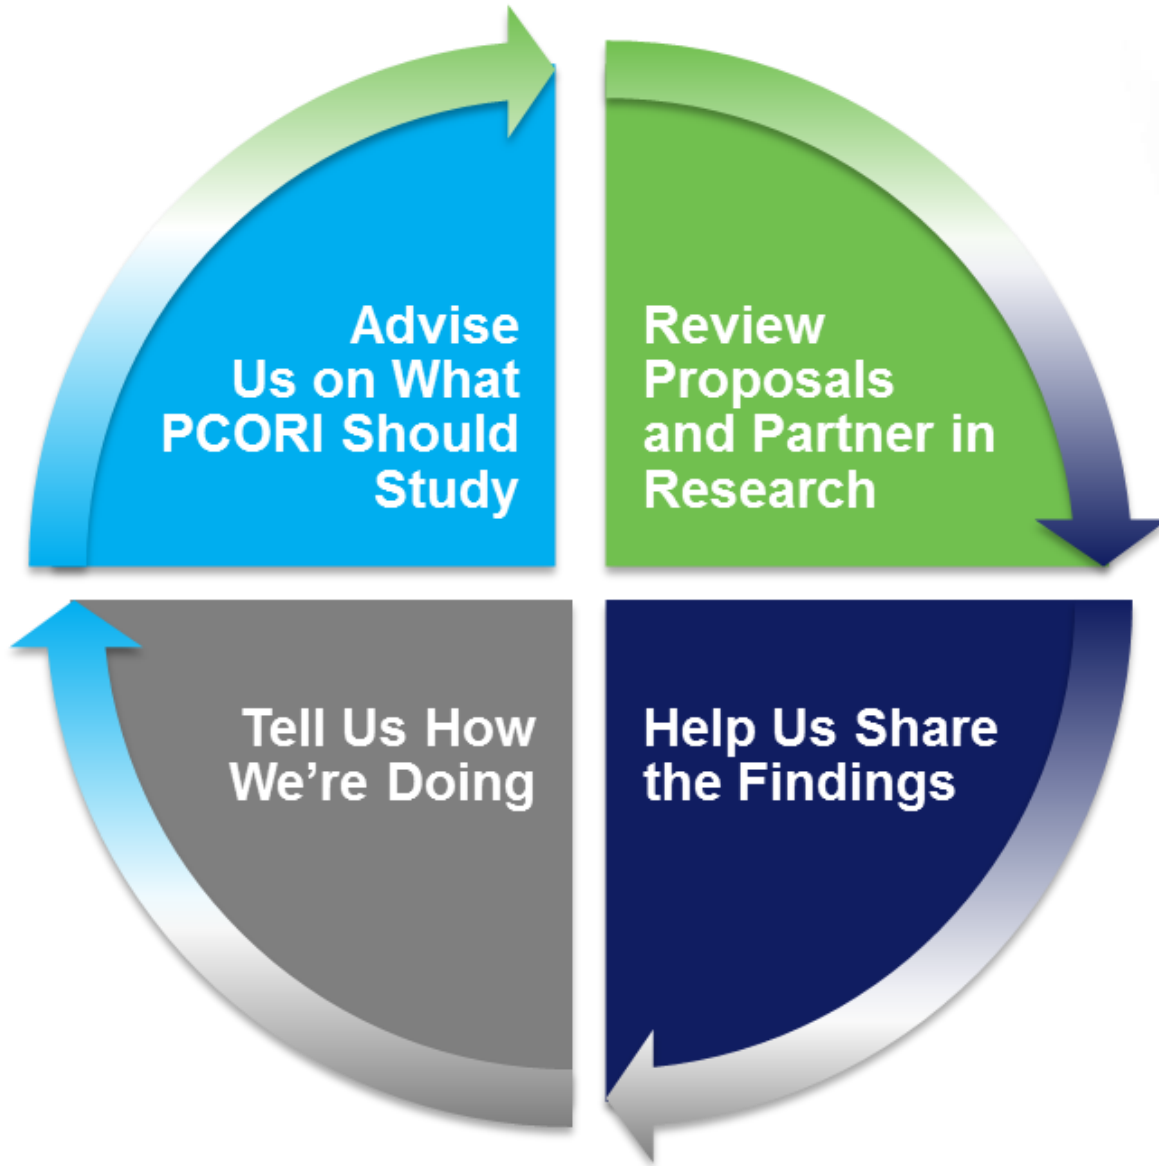 Advise
Us on What
PCORI Should
Study
Review
Proposals
and Partner in
Research
Help Us Share
the Findings
Tell Us How
We’re Doing